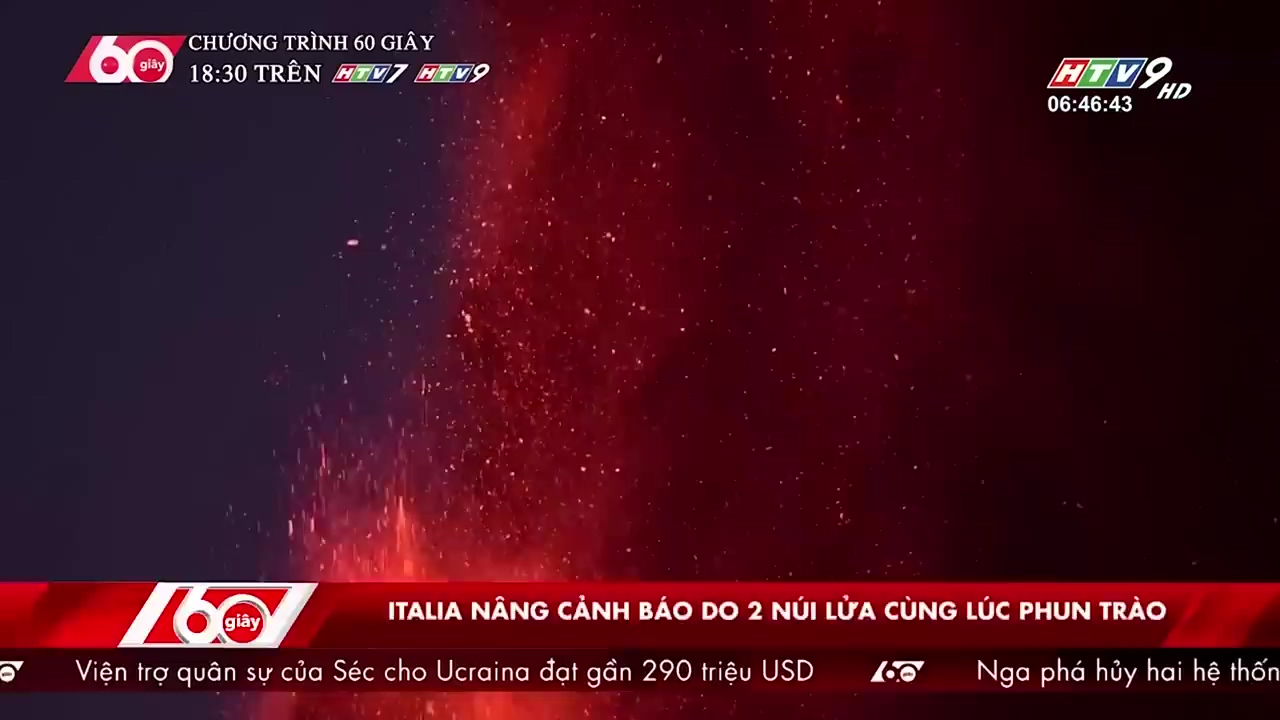 60 giây
CHƯƠNG TRÌNH 60 GIÂY
18:30 TRÊN HTV7 HTV9
HTV9 HD
06:46:43
60 giây
ITALIA NÂNG CẢNH BÁO DO 2 NÚI LỬA CÙNG LÚC PHUN TRÀO
Viện trợ quân sự của Séc cho Ucraina đạt gần 290 triệu USD 60 giây Nga phá hủy hai hệ thốn